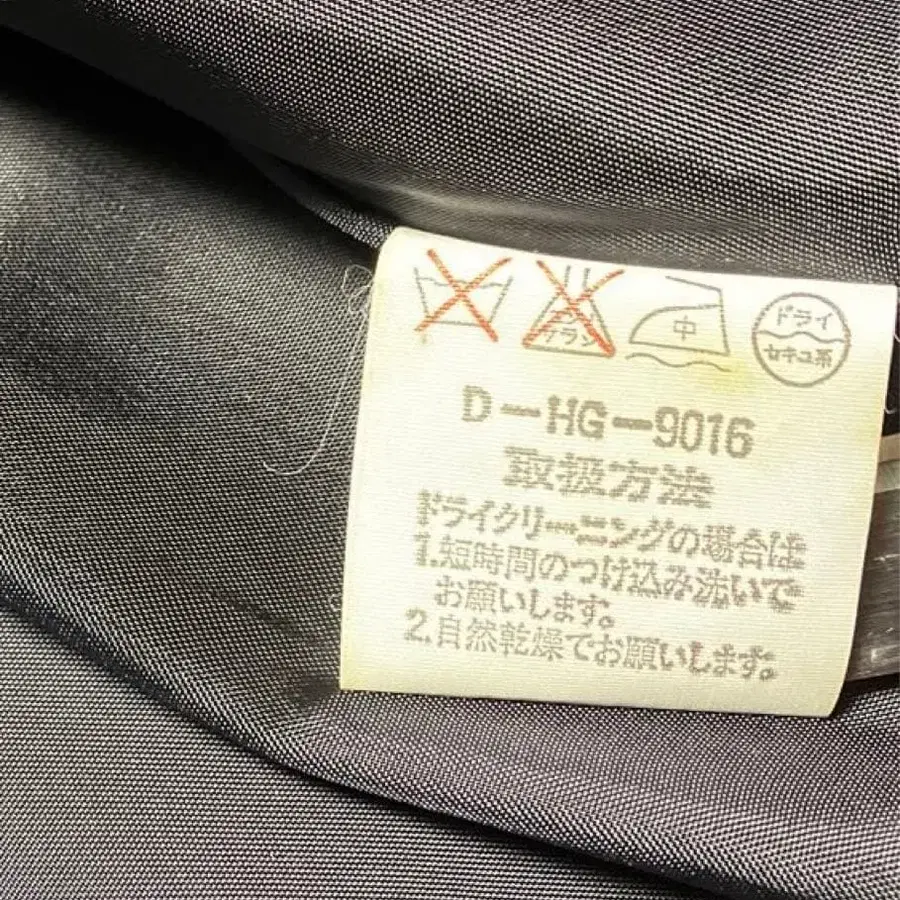 中
ドライ
セキユ系
D-HG-9016
取扱方法
ドライクリーニングの場合は
1.短時間のつけ込み洗いで
お願いします。
2.自然乾燥でお願いします。